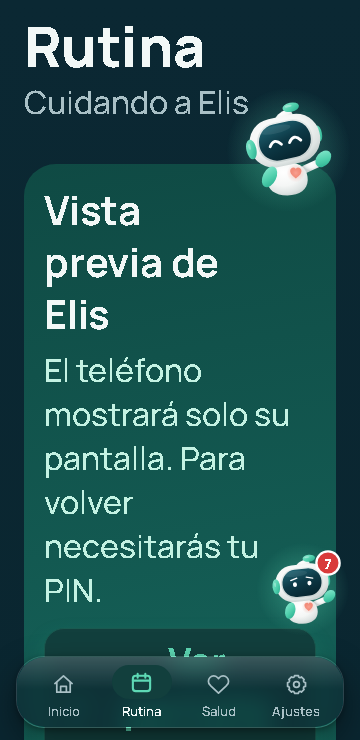 Rutina
Cuidando a Elis
Vista
previa de
Elis
El teléfono
mostrará solo su
pantalla. Para
volver
necesitarás tu
PIN.
7
Inicio
Rutina
Salud
Ajustes